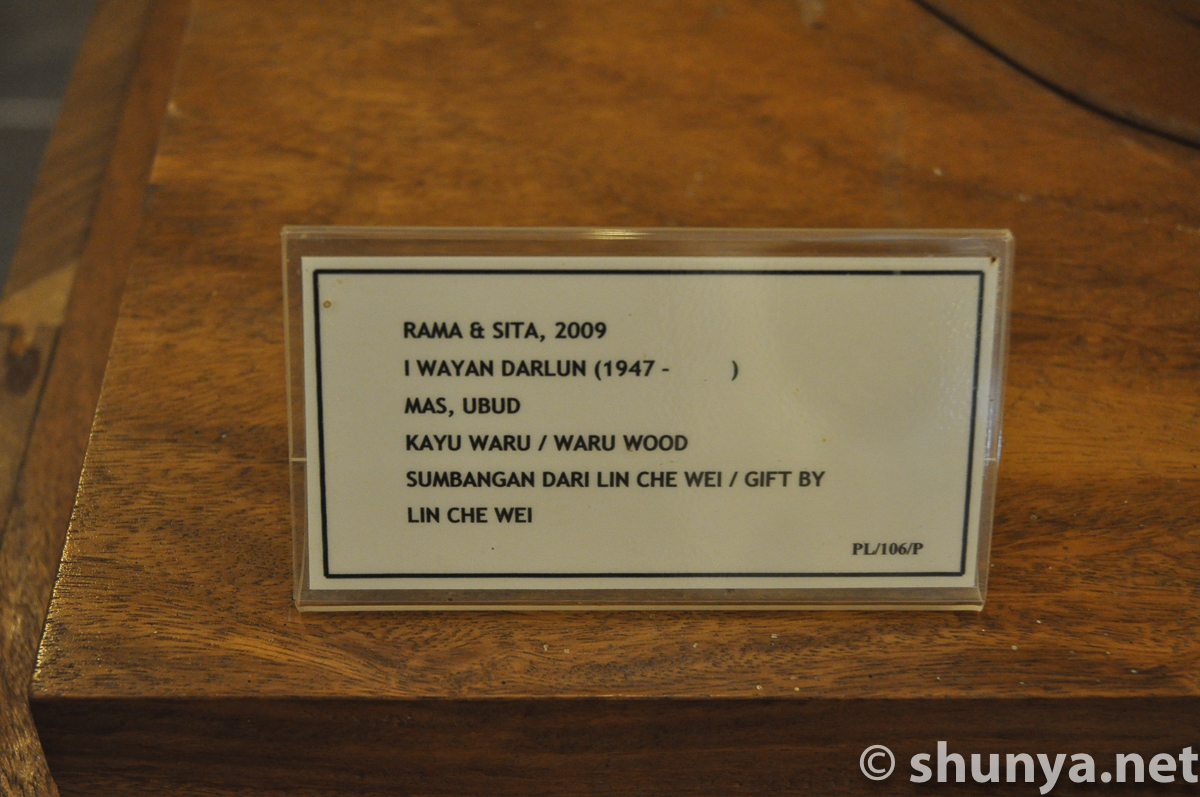 RAMA & SITA, 2009
I WAYAN DARLUN (1947 -          )
MAS, UBUD
KAYU WARU / WARU WOOD
SUMBANGAN DARI LIN CHE WEI / GIFT BY
LIN CHE WEI
PL/106/P
© shunya.net